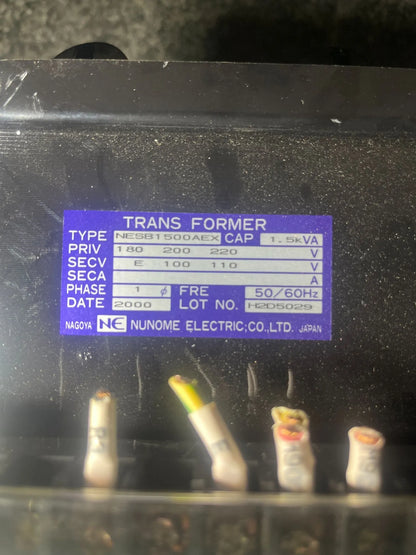 TRANS FORMER
TYPE NESB1500AEX CAP 1.5KVA
PRIV 180 200 220 V
SECV E 100 110 V
SECA A
PHASE 1 ø FRE 50/60Hz
DATE 2000 LOT NO. H2D5029
NAGOYA NE NUNOME ELECTRIC;CO.,LTD. JAPAN